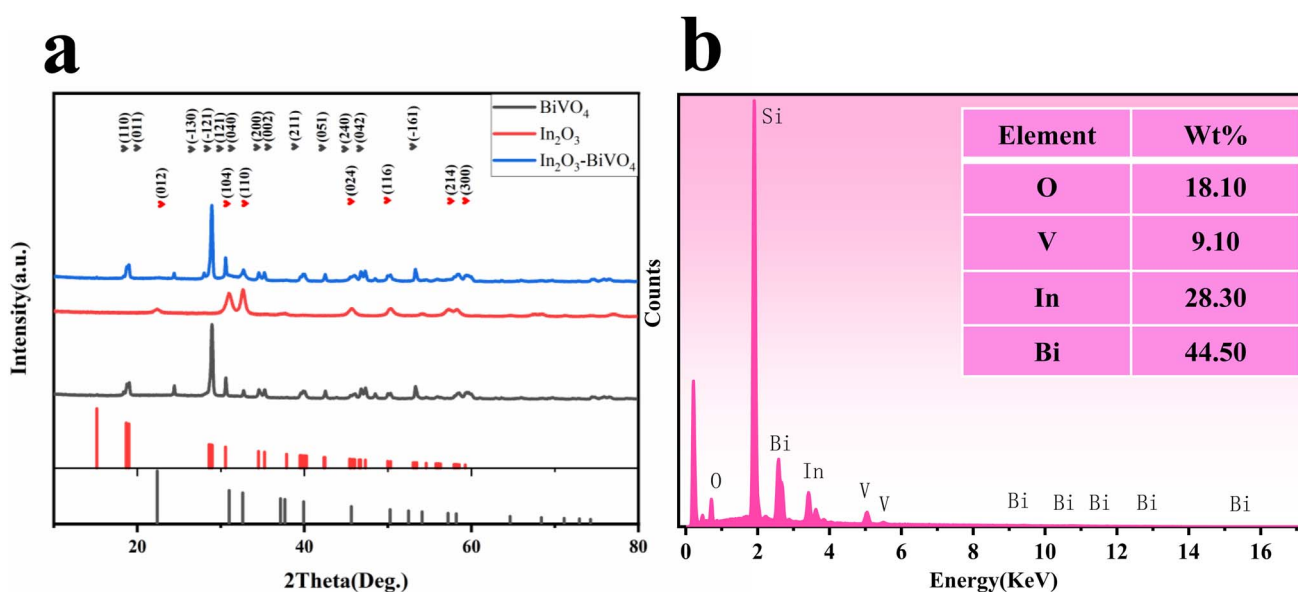 a
♥(110)
♥(011)
♥(-130)
♥(-121)
♥(121)
♥(040)
♥(200)
♥(002)
♥(211)
♥(051)
♥(240)
♥(042)
♥(-161)
BiVO₄
In₂O₃
In₂O₃-BiVO₄
♥(012)
♥(104)
♥(110)
♥(024)
♥(116)
♥(214)
♥(300)
Intensity(a.u.)
20 40 60 80
2Theta(Deg.)
b
Counts
Si
Element Wt%
O 18.10
V 9.10
In 28.30
Bi 44.50
O
Bi
In
V
V
Bi
Bi
Bi
Bi
Bi
0 2 4 6 8 10 12 14 16
Energy(KeV)